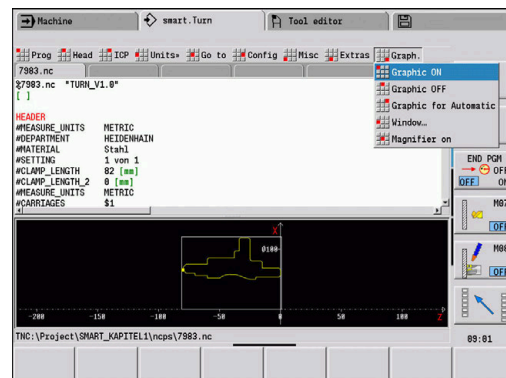 Machine
smart.Turn
Tool editor
Prog Head ICP Units» Go to Config Misc Extras Graph.
7983.nc
%7983.nc "TURN_V1.0"
[ ]
HEADER
#MEASURE_UNITS METRIC
#DEPARTMENT HEIDENHAIN
#MATERIAL Stahl
#SETTING 1 von 1
#CLAMP_LENGTH 82 [mm]
#CLAMP_LENGTH_2 0 [mm]
#MEASURE_UNITS METRIC
#CARRIAGES $1
Graphic ON
Graphic OFF
Graphic for Automatic
Window…
Magnifier on
END PGM
OFF
OFF ON
M07
OFF
M08
OFF
X
Ø100
-200 -150 -100 -50 0 50 100 Z
TNC:\Project\SMART_KAPITEL1\ncps\7983.nc
09:01